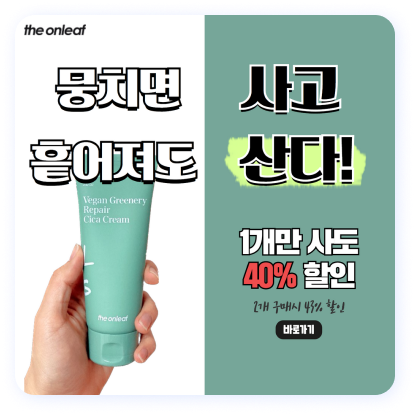 the onleaf
뭉치면
흩어져도
사고
산다!
Vegan Greenery
Repair
Cica Cream
the onleaf
1개만 사도
40% 할인
2개 구매시 43% 할인
바로가기